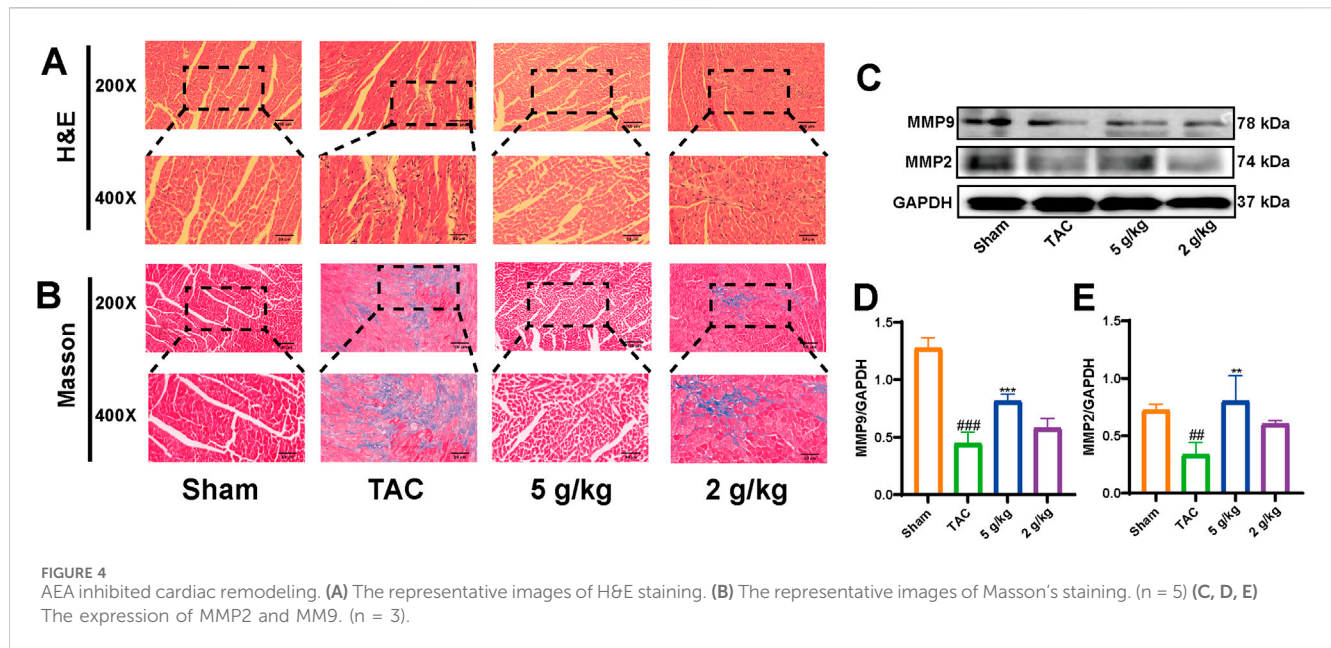 A
H&E
200X
400X
B
Masson
200X
400X
Sham TAC 5 g/kg 2 g/kg
C
MMP9 78 kDa
MMP2 74 kDa
GAPDH 37 kDa
Sham TAC 5 g/kg 2 g/kg
D
MMP9/GAPDH
1.5
1.0
0.5
0.0
###
***
Sham TAC 5 g/kg 2 g/kg
E
MMP2/GAPDH
1.5
1.0
0.5
0.0
##
**
Sham TAC 5 g/kg 2 g/kg
FIGURE 4
AEA inhibited cardiac remodeling. (A) The representative images of H&E staining. (B) The representative images of Masson's staining. (n = 5) (C, D, E)
The expression of MMP2 and MM9. (n = 3).